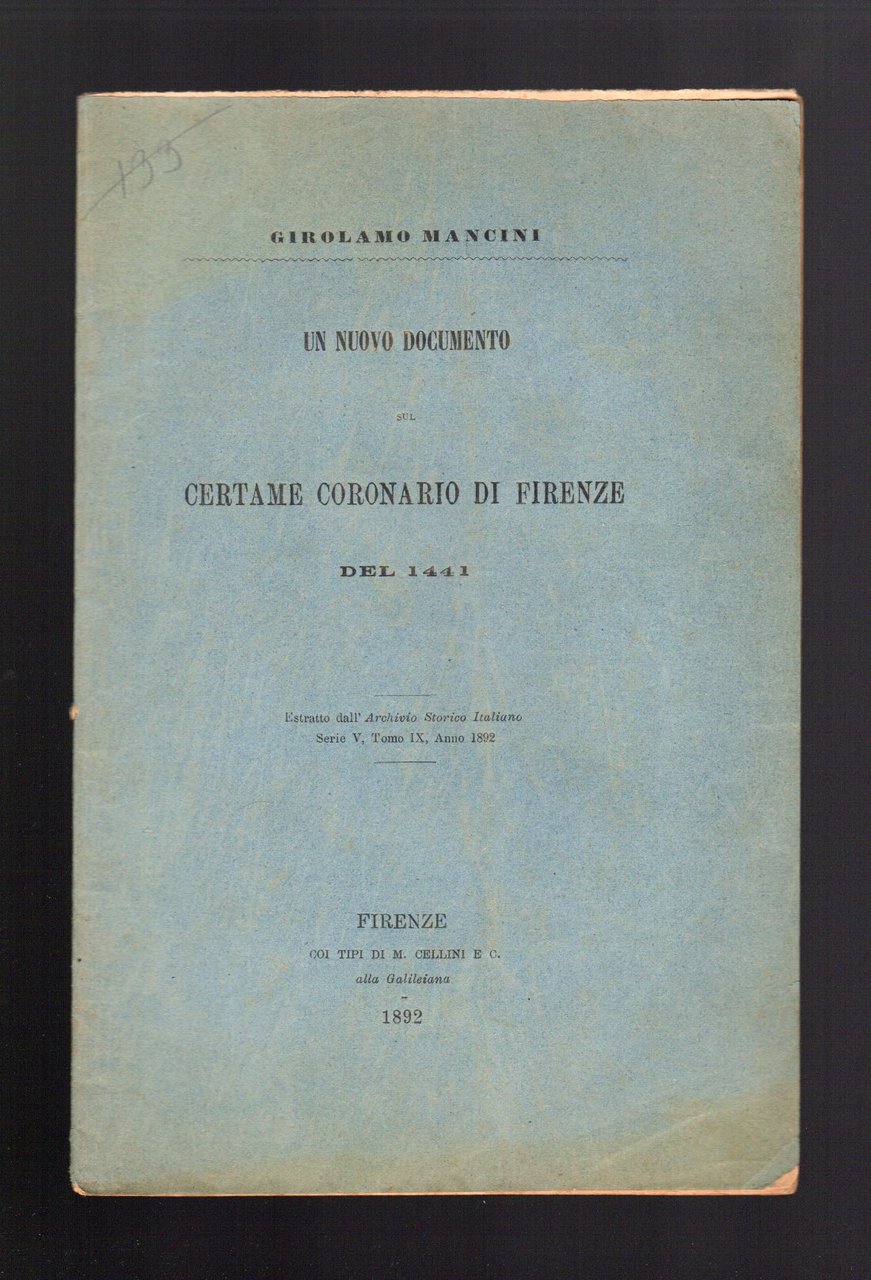 133
GIROLAMO MANCINI
UN NUOVO DOCUMENTO
SUL
CERTAME CORONARIO DI FIRENZE
DEL 1441
Estratto dall' Archivio Storico Italiano
Serie V, Tomo IX, Anno 1892
FIRENZE
COI TIPI DI M. CELLINI E C.
alla Galileiana
1892